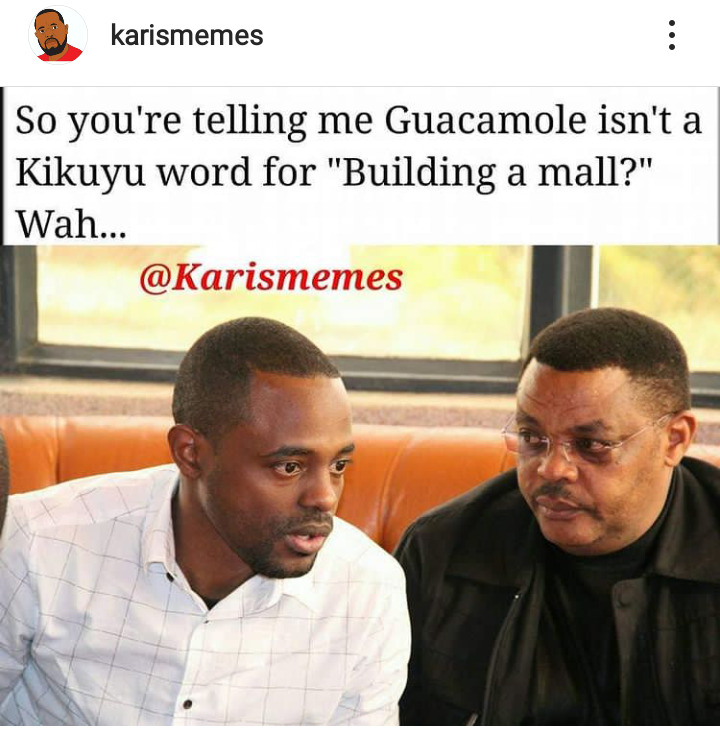 karismemes
So you're telling me Guacamole isn't a
Kikuyu word for "Building a mall?"
Wah...
@Karismemes